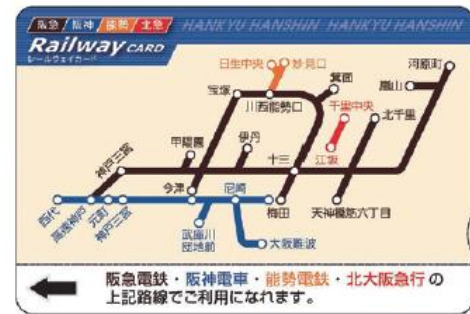 阪急 阪神 能勢 北急 HANKYU HANSHIN HANKYU HANSHIN
Railway CARD
レールウェイカード
日生中央 妙見口
河原町
宝塚
川西能勢口
箕面
嵐山
千里中央
北千里
甲陽園
伊丹
神戸三宮
十三
江坂
今津
尼崎
西代
高速神戸
元町
神戸三宮
梅田
天神橋筋六丁目
武庫川
団地前
大阪難波
阪急電鉄・阪神電車・能勢電鉄・北大阪急行の
上記路線でご利用になれます。